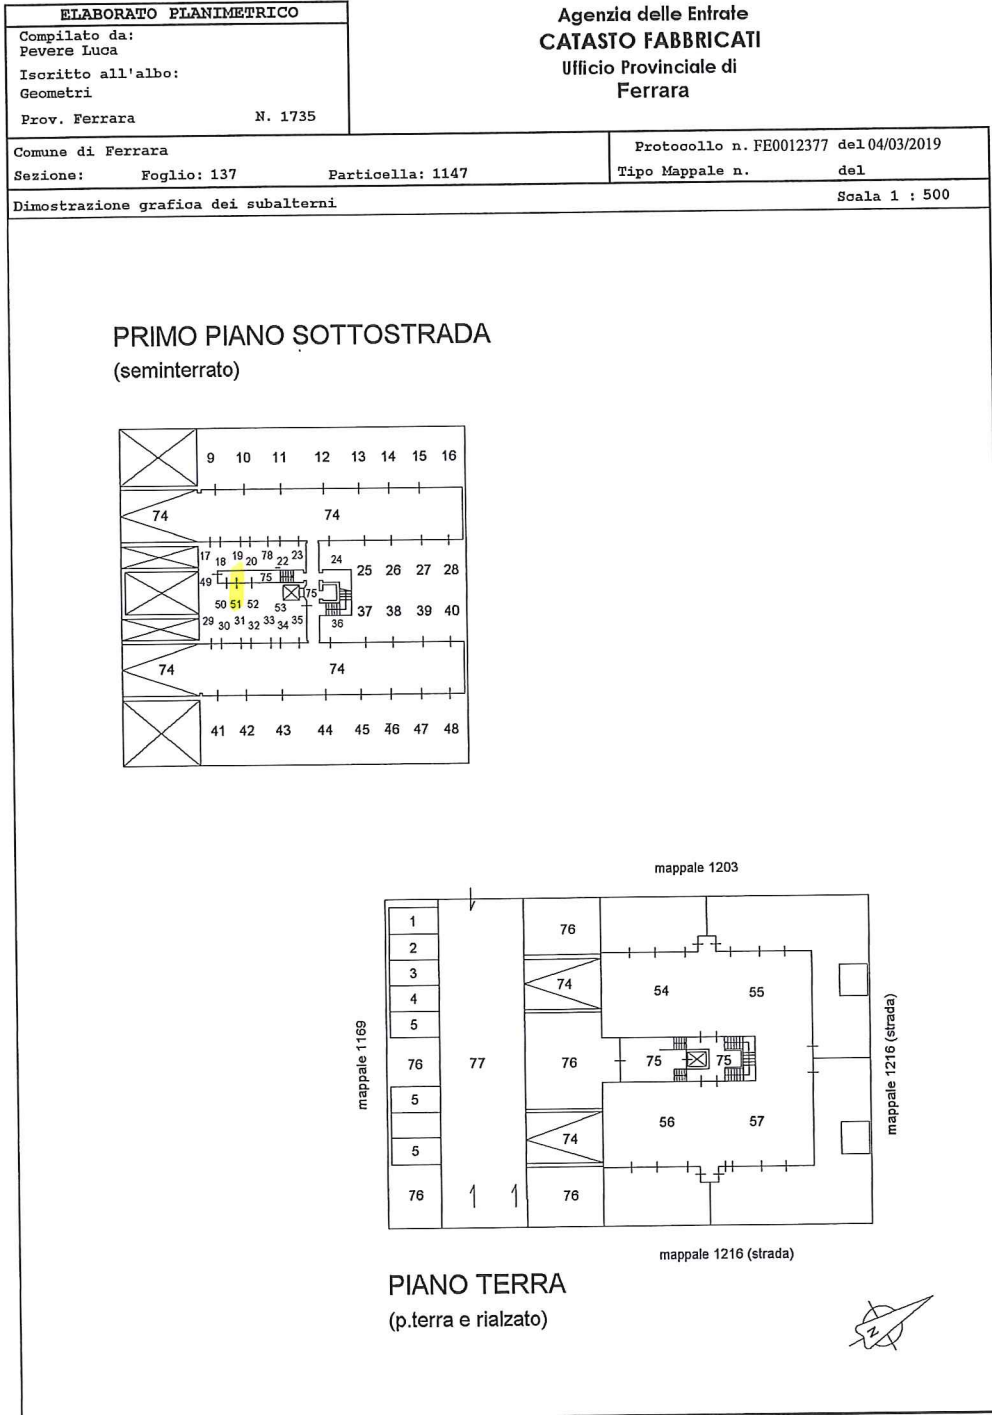 ELABORATO PLANIMETRICO
Compilato da:
Pevere Luca
Iscritto all'albo:
Geometri
Prov. Ferrara N. 1735
Agenzia delle Entrate
CATASTO FABBRICATI
Ufficio Provinciale di
Ferrara
Comune di Ferrara
Sezione: Foglio: 137 Particella: 1147
Protocollo n. FE0012377 del 04/03/2019
Tipo Mappale n. del
Dimostrazione grafica dei subalterni
Scala 1 : 500
PRIMO PIANO SOTTOSTRADA
(seminterrato)
9 10 11 12 13 14 15 16
74 74
17 18 19 20 78 22 23 24
25 26 27 28
49 75 75
50 51 52 53
37 38 39 40
29 30 31 32 33 34 35 36
74 74
41 42 43 44 45 46 47 48
mappale 1203
1
2
3
4
5
76
5
5
76
77
76
74
76
74
76
54 55
75 75
56 57
mappale 1169
mappale 1216 (strada)
mappale 1216 (strada)
PIANO TERRA
(p.terra e rialzato)
N